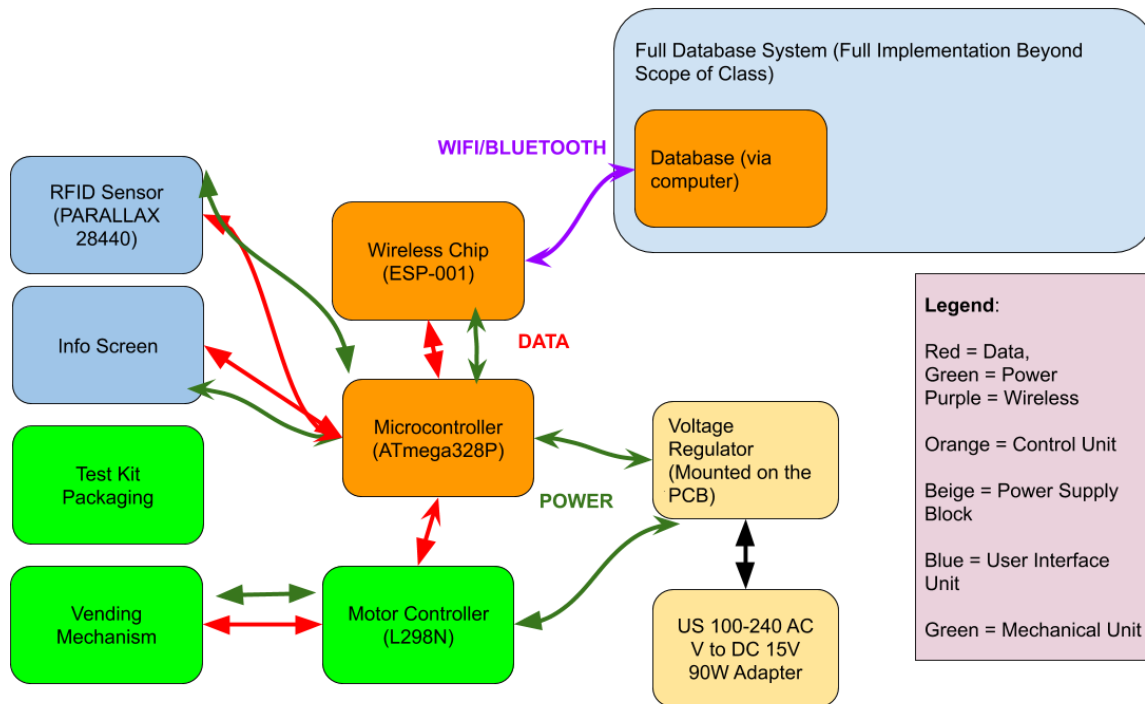 Full Database System (Full Implementation Beyond
Scope of Class)
WIFI/BLUETOOTH
Database (via
computer)
RFID Sensor
(PARALLAX
28440)
Wireless Chip
(ESP-001)
Info Screen
DATA
Microcontroller
(ATmega328P)
Voltage
Regulator
(Mounted on the
PCB)
Test Kit
Packaging
POWER
Vending
Mechanism
Motor Controller
(L298N)
US 100-240 AC
V to DC 15V
90W Adapter
Legend:
Red = Data,
Green = Power
Purple = Wireless
Orange = Control Unit
Beige = Power Supply
Block
Blue = User Interface
Unit
Green = Mechanical Unit